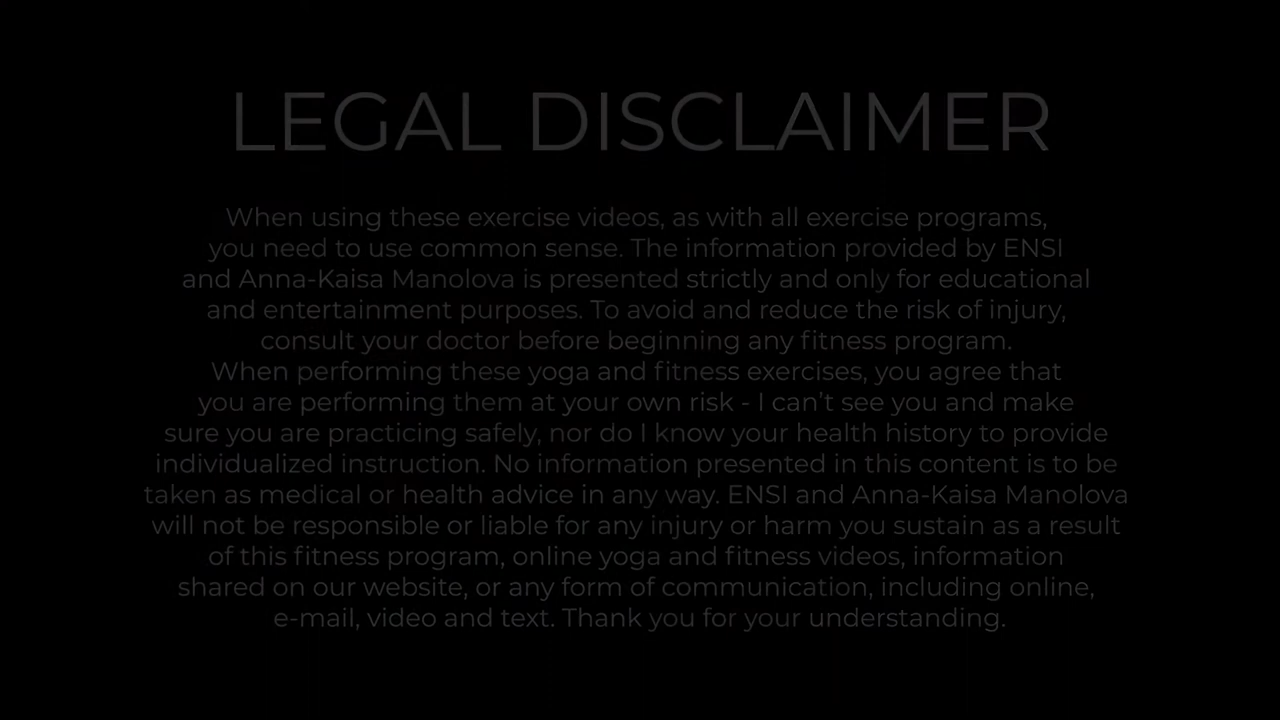 LEGAL DISCLAIMER
When using these exercise videos, as with all exercise programs,
you need to use common sense. The information provided by ENSI
and Anna-Kaisa Manolova is presented strictly and only for educational
and entertainment purposes. To avoid and reduce the risk of injury,
consult your doctor before beginning any fitness program.
When performing these yoga and fitness exercises, you agree that
you are performing them at your own risk - I can't see you and make
sure you are practicing safely, nor do I know your health history to provide
individualized instruction. No information presented in this content is to be
taken as medical or health advice in any way. ENSI and Anna-Kaisa Manolova
will not be responsible or liable for any injury or harm you sustain as a result
of this fitness program, online yoga and fitness videos, information
shared on our website, or any form of communication, including online,
e-mail, video and text. Thank you for your understanding.